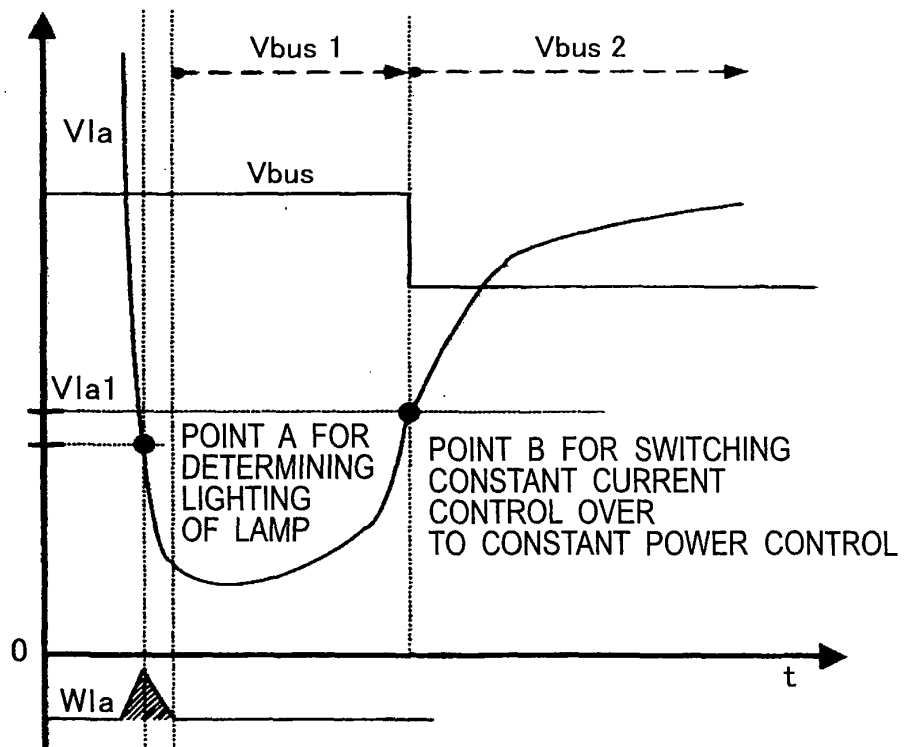 Vbus 1
Vbus 2
Vla
Vbus
Vla1
POINT A FOR
DETERMINING
LIGHTING
OF LAMP
POINT B FOR SWITCHING
CONSTANT CURRENT
CONTROL OVER
TO CONSTANT POWER CONTROL
0
t
Wla